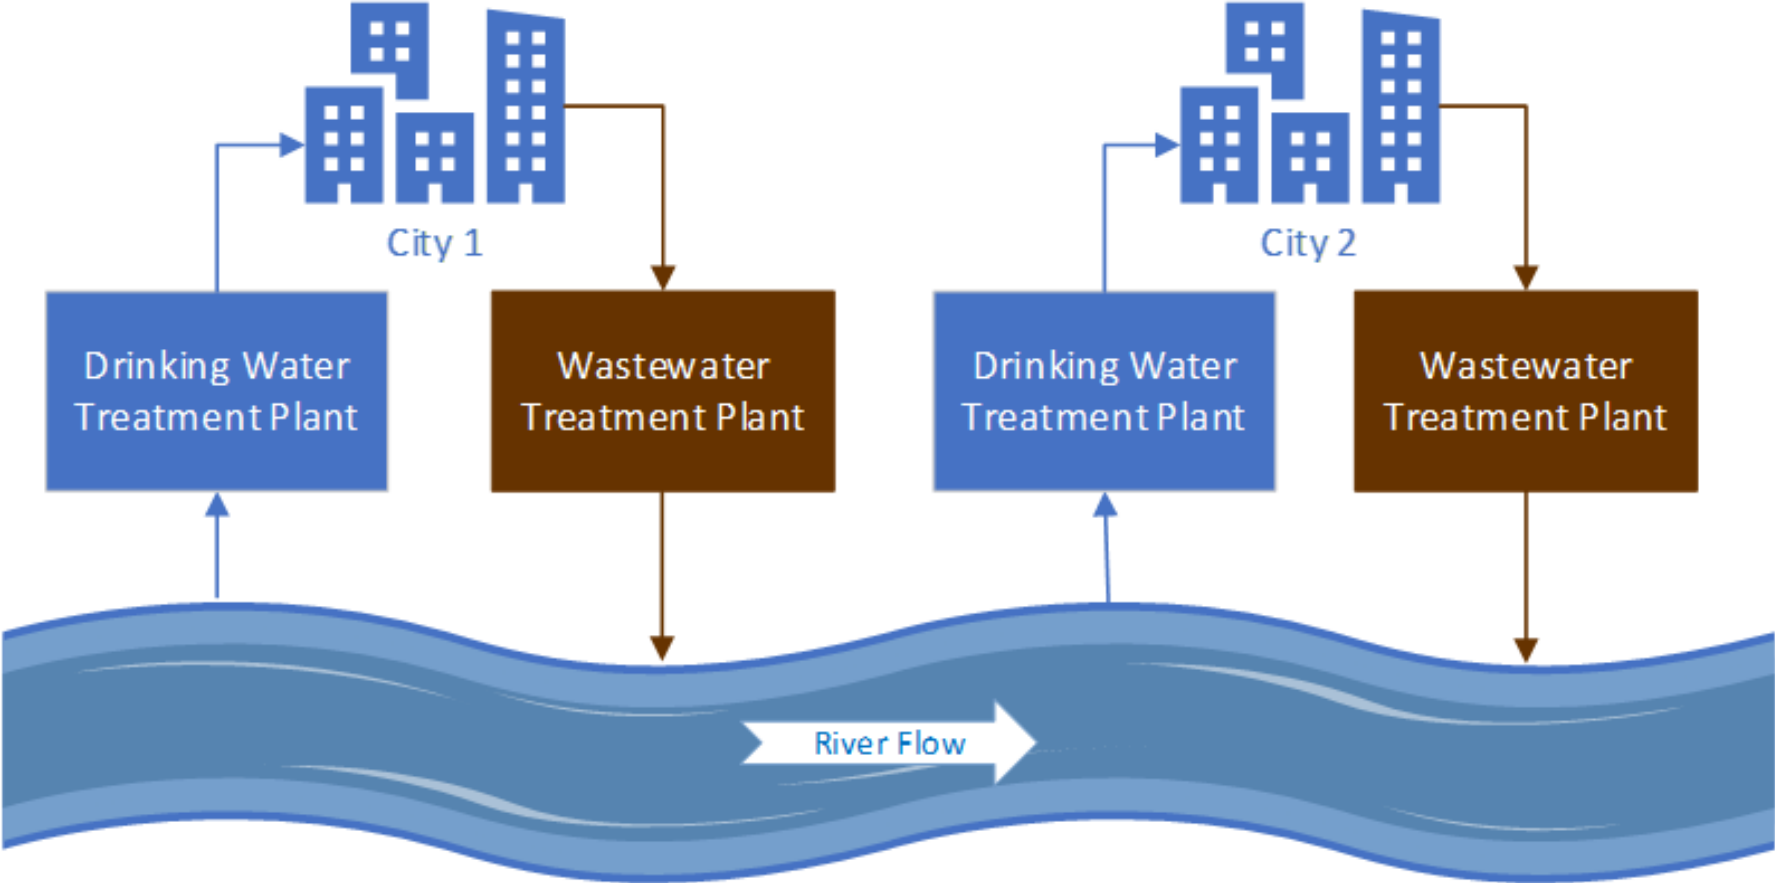 City 1
City 2
Drinking Water
Treatment Plant
Wastewater
Treatment Plant
Drinking Water
Treatment Plant
Wastewater
Treatment Plant
River Flow